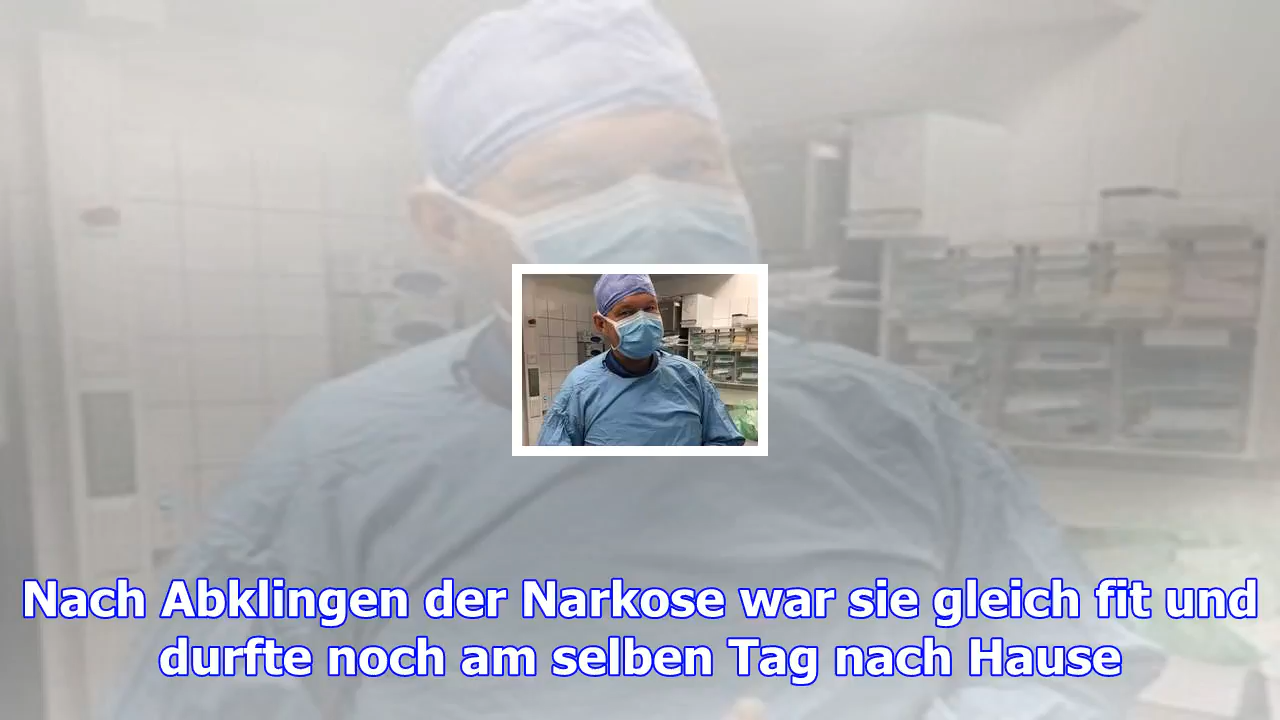 Nach Abklingen der Narkose war sie gleich fit und
durfte noch am selben Tag nach Hause